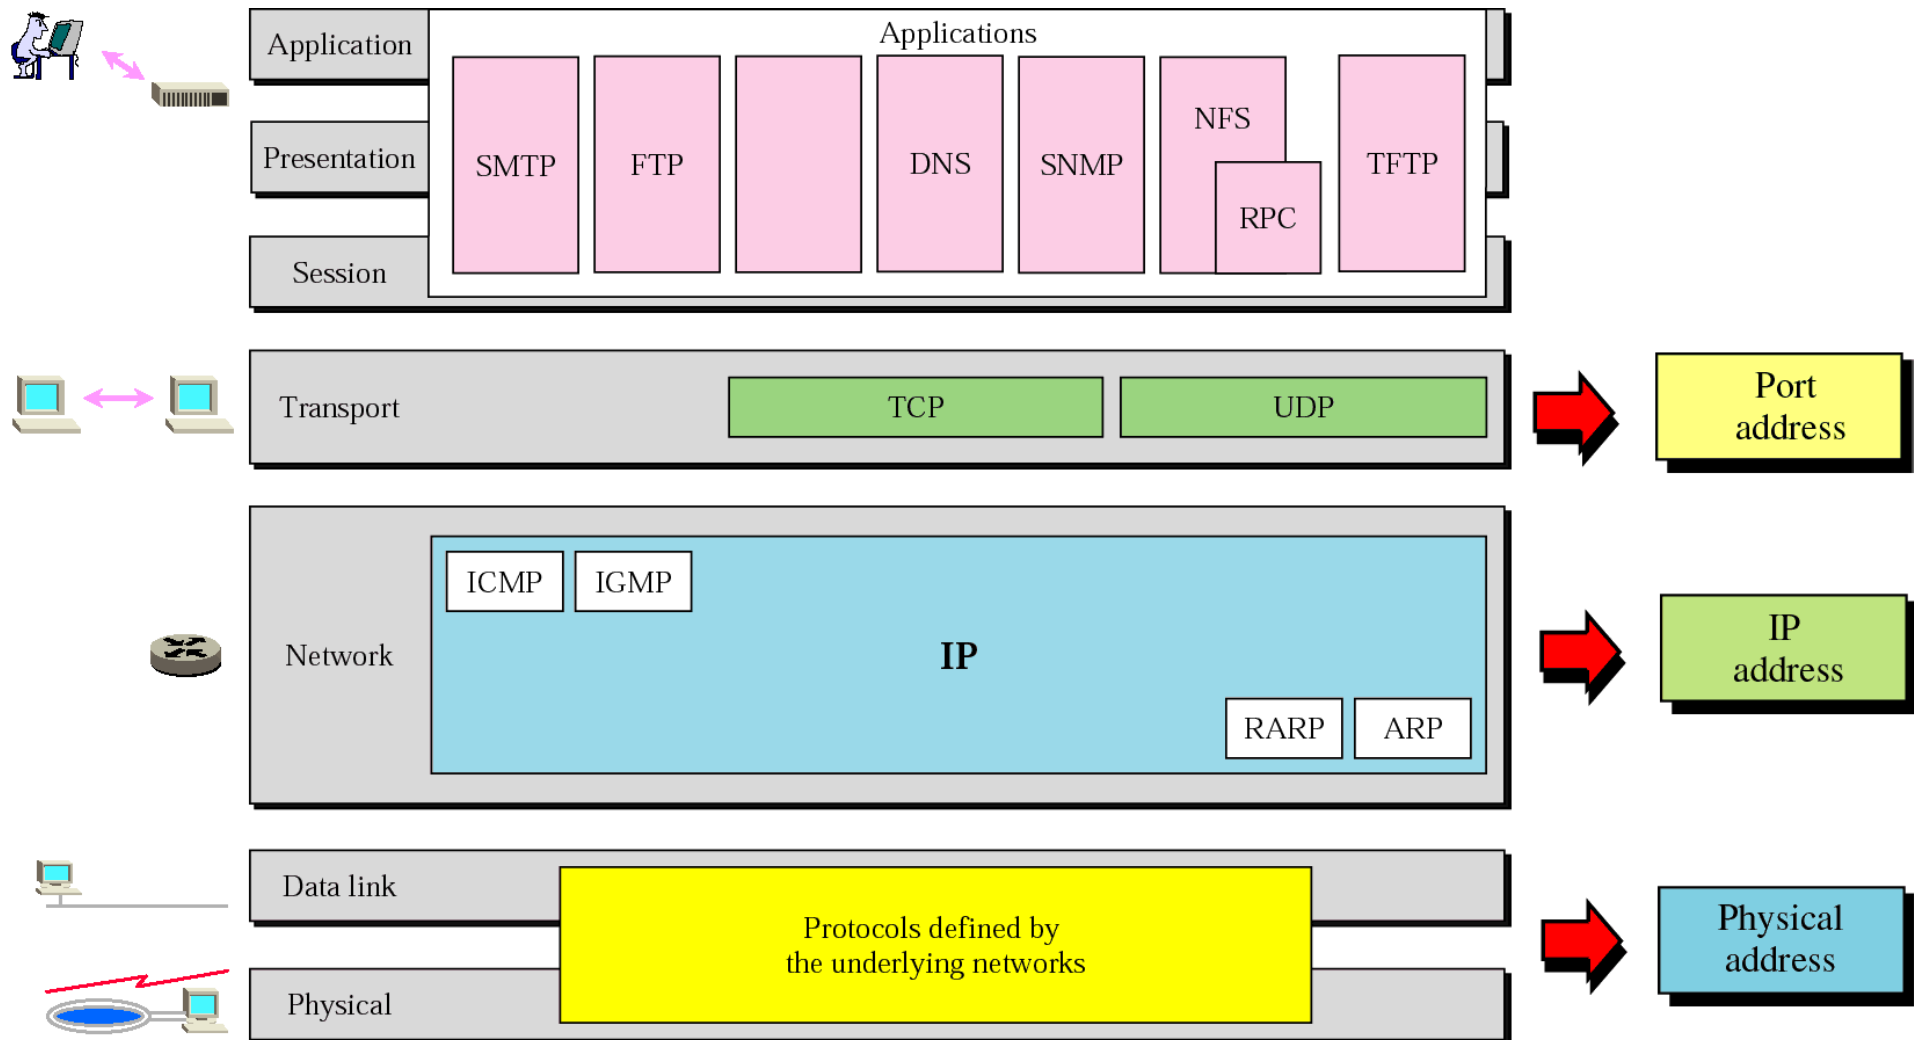 Application
Applications
SMTP
FTP
DNS
SNMP
NFS
RPC
TFTP
Presentation
Session
Transport
TCP
UDP
Port
address
Network
ICMP
IGMP
IP
RARP
ARP
IP
address
Data link
Protocols defined by
the underlying networks
Physical
Physical
address